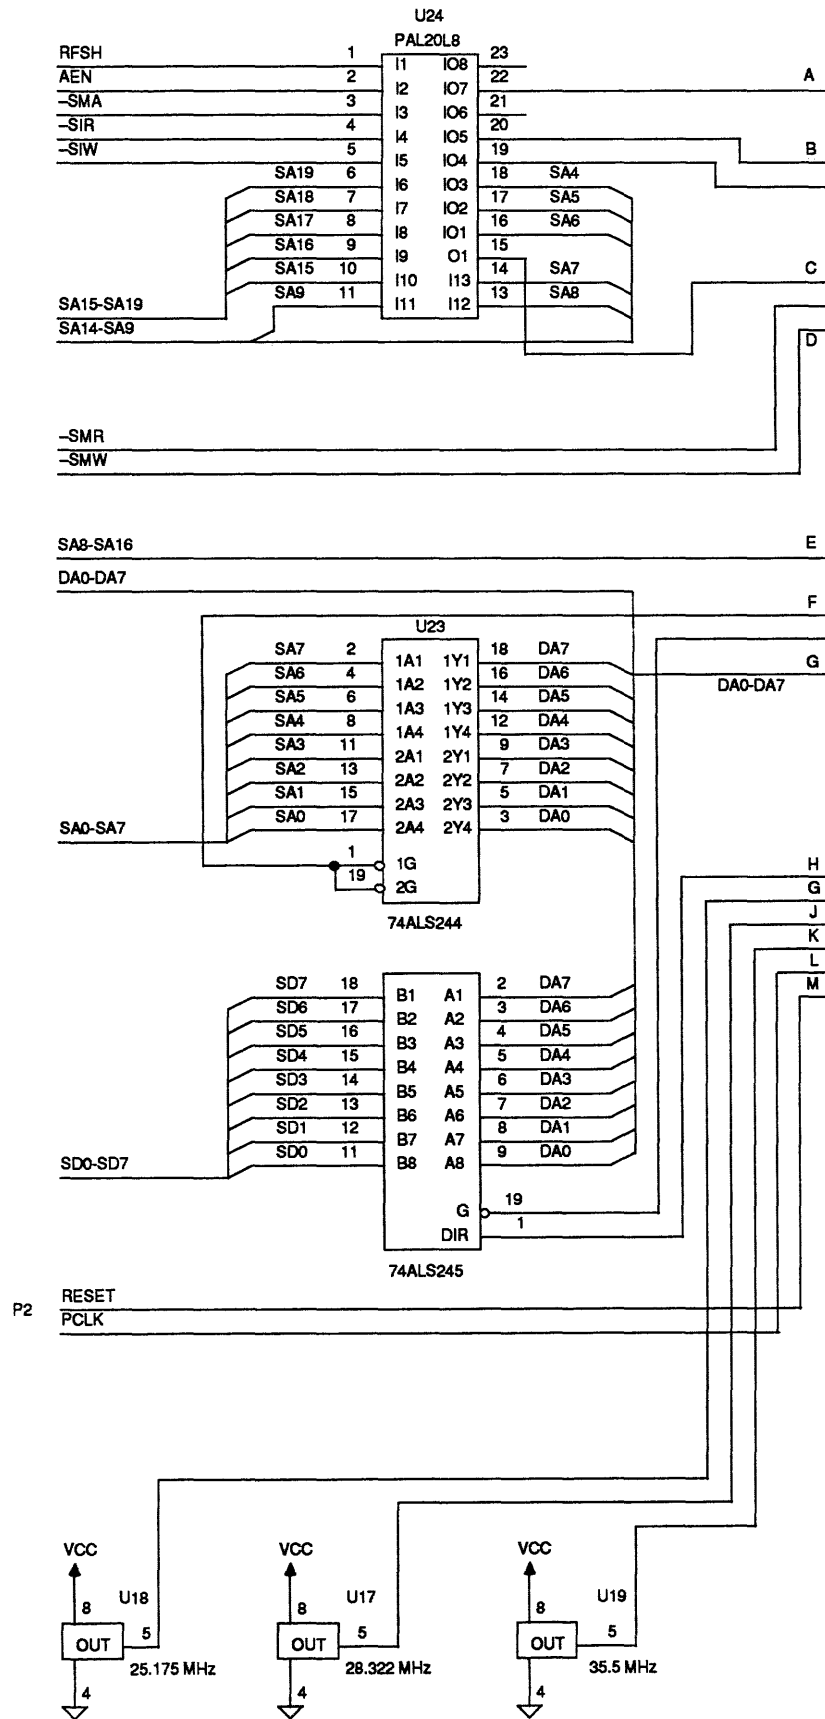 U24
PAL20L8
RFSH 1 I1 IO8 23
AEN 2 I2 IO7 22 A
–SMA 3 I3 IO6 21
–SIR 4 I4 IO5 20
–SIW 5 I5 IO4 19 B
SA19 6 I6 IO3 18 SA4
SA18 7 I7 IO2 17 SA5
SA17 8 I8 IO1 16 SA6
SA16 9 I9 O1 15
SA15 10 I10 I13 14 SA7 C
SA9 11 I11 I12 13 SA8
SA15-SA19
SA14-SA9
D
–SMR
–SMW
SA8-SA16 E
DA0-DA7
F
U23
SA7 2 1A1 1Y1 18 DA7 G
SA6 4 1A2 1Y2 16 DA6 DA0-DA7
SA5 6 1A3 1Y3 14 DA5
SA4 8 1A4 1Y4 12 DA4
SA3 11 2A1 2Y1 9 DA3
SA2 13 2A2 2Y2 7 DA2
SA1 15 2A3 2Y3 5 DA1
SA0 17 2A4 2Y4 3 DA0
SA0-SA7
1 1G H
19 2G G
74ALS244 J
K
L
SD7 18 B1 A1 2 DA7 M
SD6 17 B2 A2 3 DA6
SD5 16 B3 A3 4 DA5
SD4 15 B4 A4 5 DA4
SD3 14 B5 A5 6 DA3
SD2 13 B6 A6 7 DA2
SD1 12 B7 A7 8 DA1
SD0 11 B8 A8 9 DA0
SD0-SD7
G 19
DIR 1
74ALS245
P2 RESET
PCLK
VCC VCC VCC
8 U18 8 U17 8 U19
OUT 5 OUT 5 OUT 5
25.175 MHz 28.322 MHz 35.5 MHz
4 4 4